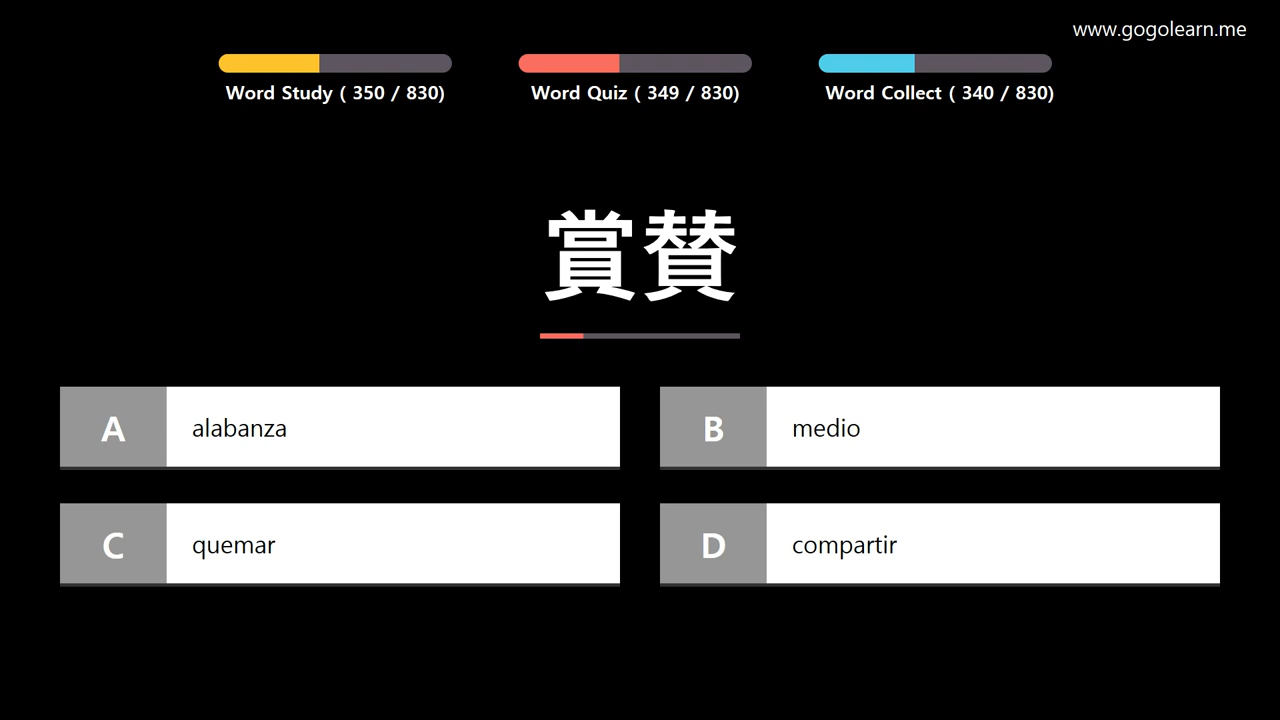 www.gogolearn.me
Word Study ( 350 / 830)
Word Quiz ( 349 / 830)
Word Collect ( 340 / 830)
賞賛
A alabanza
B medio
C quemar
D compartir